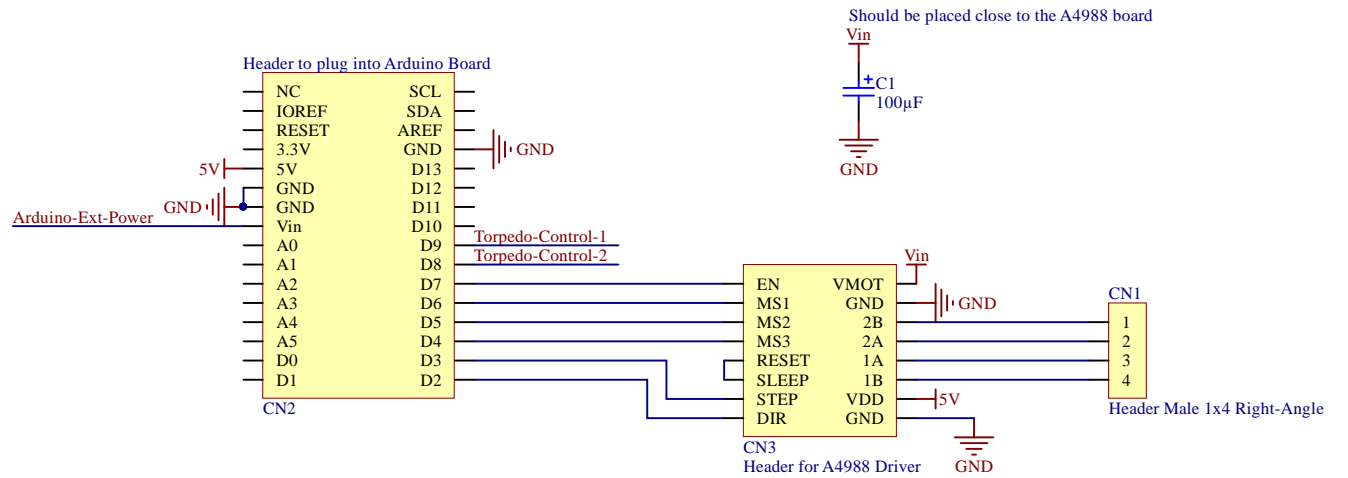 Should be placed close to the A4988 board
Vin
C1
100µF
GND
Header to plug into Arduino Board
NC SCL
IOREF SDA
RESET AREF
3.3V GND GND
5V 5V D13
GND D12
GND GND D11
Arduino-Ext-Power Vin D10
A0 D9 Torpedo-Control-1
A1 D8 Torpedo-Control-2
A2 D7
A3 D6
A4 D5
A5 D4
D0 D3
D1 D2
CN2
Vin
EN VMOT
MS1 GND GND
MS2 2B
MS3 2A
RESET 1A
SLEEP 1B
STEP VDD 5V
DIR GND
GND
CN3
Header for A4988 Driver
CN1
1
2
3
4
Header Male 1x4 Right-Angle